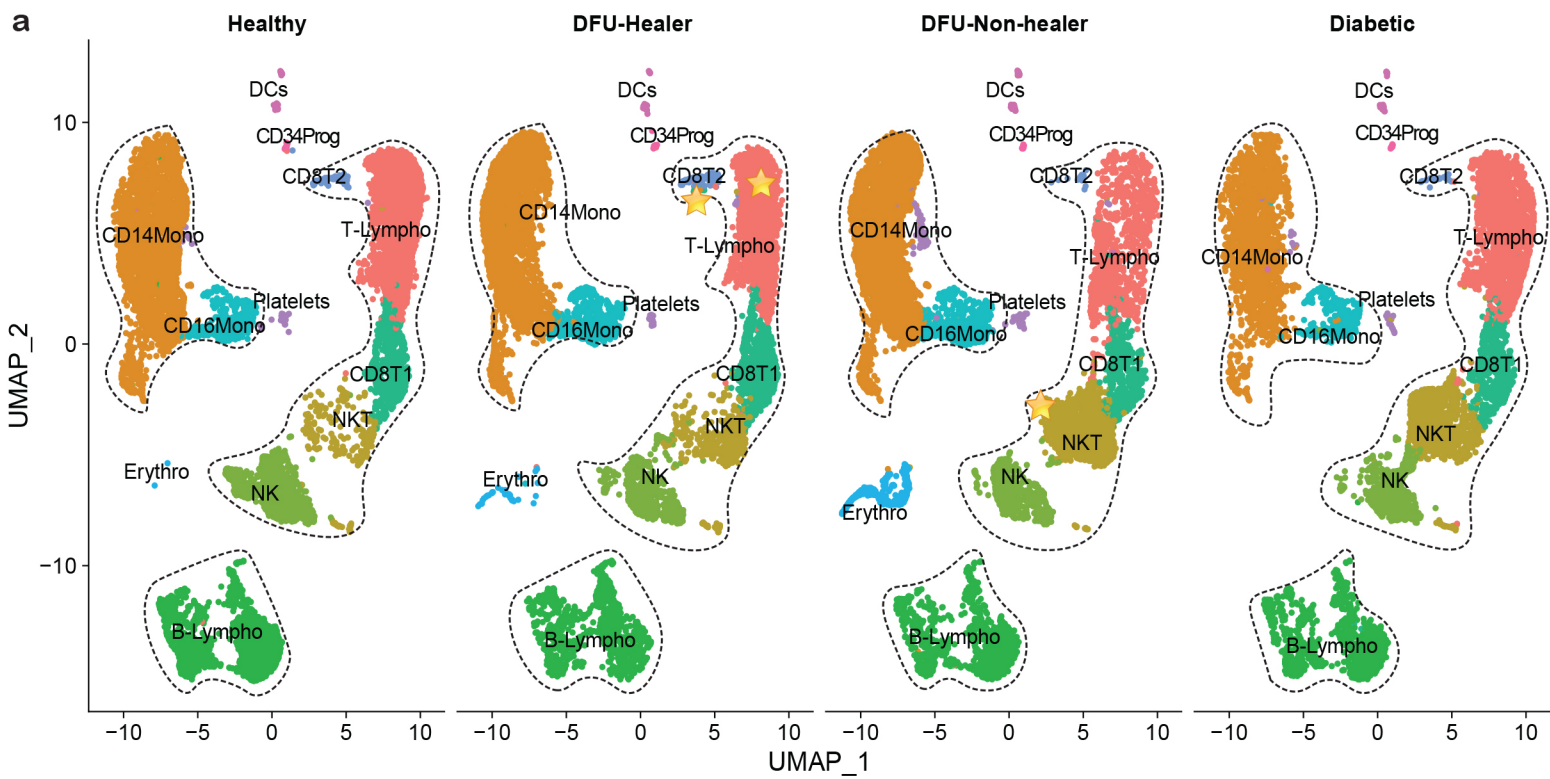 a
Healthy DFU-Healer DFU-Non-healer Diabetic
DCs DCs DCs DCs
10
CD34Prog CD34Prog CD34Prog CD34Prog
CD8T2 CD8T2 CD8T2 CD8T2
CD14Mono T-Lympho CD14Mono T-Lympho CD14Mono T-Lympho CD14Mono T-Lympho
Platelets Platelets Platelets Platelets
CD16Mono CD16Mono CD16Mono CD16Mono
0
CD8T1 CD8T1 CD8T1 CD8T1
NKT NKT NKT NKT
Erythro NK Erythro NK Erythro NK NK
−10
B-Lympho B-Lympho B-Lympho B-Lympho
−10 −5 0 5 10 −10 −5 0 5 10 −10 −5 0 5 10 −10 −5 0 5 10
UMAP_1
UMAP_2